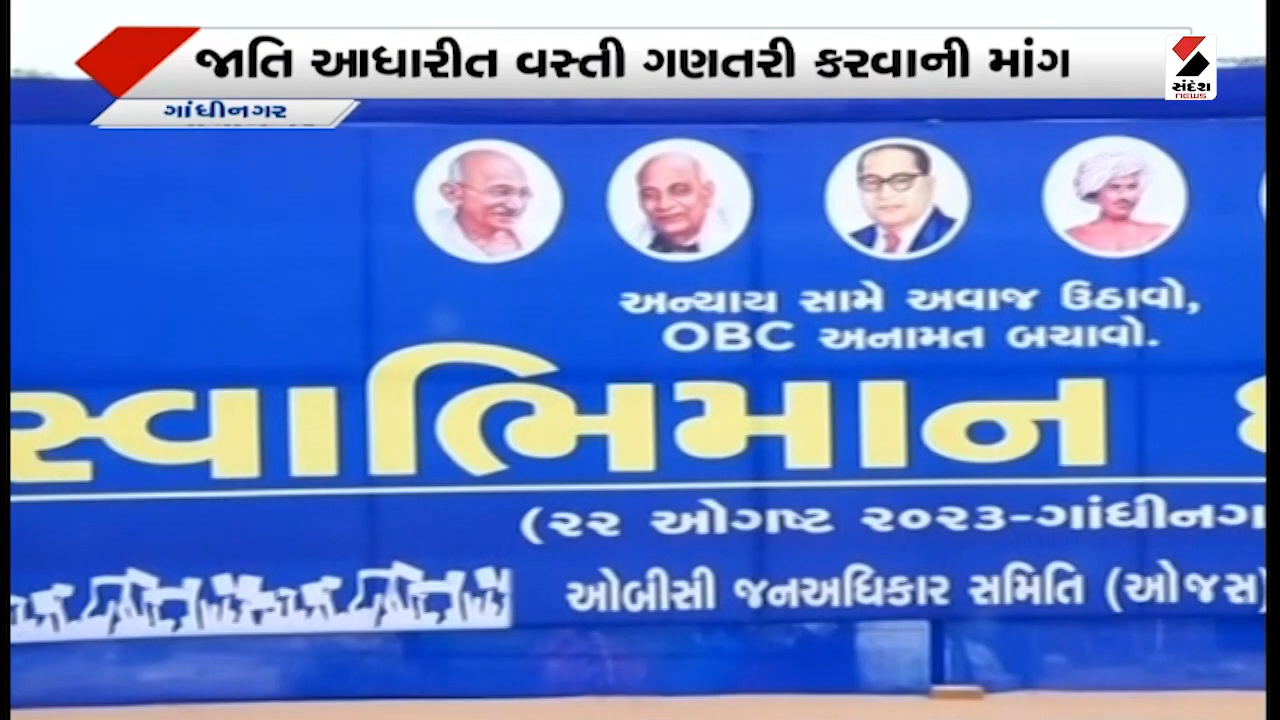 જાતિ આધારીત વસ્તી ગણતરી કરવાની માંગ
સંદેશ
NEWS
ગાંધીનગર
અન્યાય સામે અવાજ ઉઠાવો,
OBC અનામત બચાવો.
સ્વાભિમાન
(૨૨ ઓગષ્ટ ૨૦૨૩-ગાંધીનગ
ઓબીસી જનઅધિકાર સમિતિ (ઓજસ)